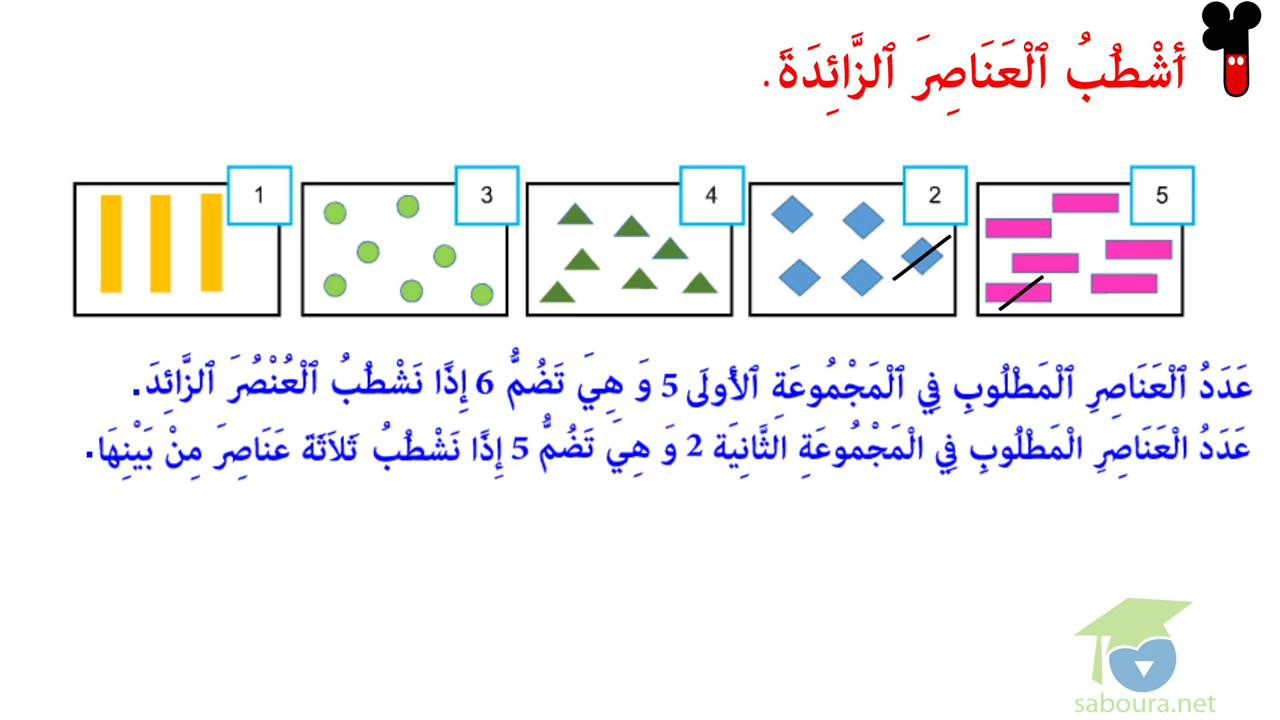 أَشْطُبُ ٱلْعَنَاصِرَ ٱلزَّائِدَةَ.
5
2
4
3
1
عَدَدُ ٱلْعَنَاصِرِ ٱلْمَطْلُوبِ فِي ٱلْمَجْمُوعَةِ ٱلْأُولَى 5 وَ هِيَ تَضُمُّ 6 إِذًا نَشْطُبُ ٱلْعُنْصُرَ ٱلزَّائِدَ.
عَدَدُ الْعَنَاصِرِ الْمَطْلُوبِ فِي الْمَجْمُوعَةِ الثَّانِيَة 2 وَ هِيَ تَضُمُّ 5 إِذًا نَشْطُبُ ثَلاَثَةَ عَنَاصِرَ مِنْ بَيْنِهَا.
saboura.net